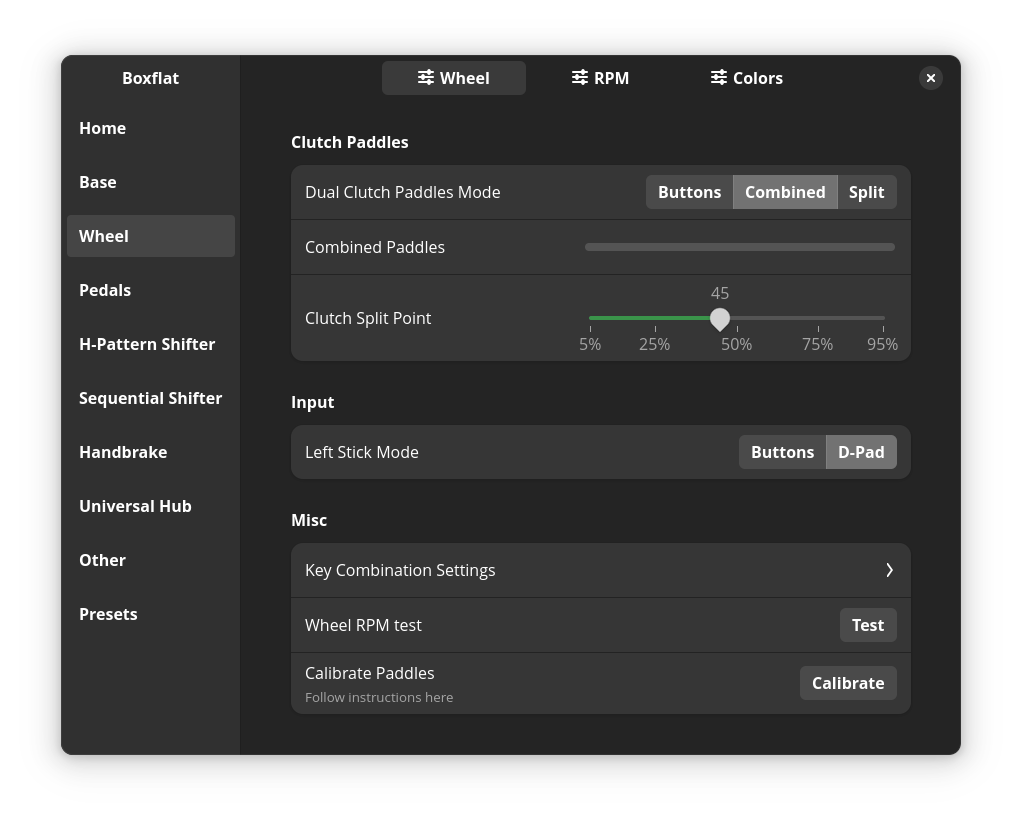 Boxflat
Wheel
RPM
Colors
Home
Base
Wheel
Pedals
H-Pattern Shifter
Sequential Shifter
Handbrake
Universal Hub
Other
Presets
Clutch Paddles
Dual Clutch Paddles Mode
Buttons
Combined
Split
Combined Paddles
Clutch Split Point
45
5% 25% 50% 75% 95%
Input
Left Stick Mode
Buttons
D-Pad
Misc
Key Combination Settings
Wheel RPM test
Test
Calibrate Paddles
Follow instructions here
Calibrate